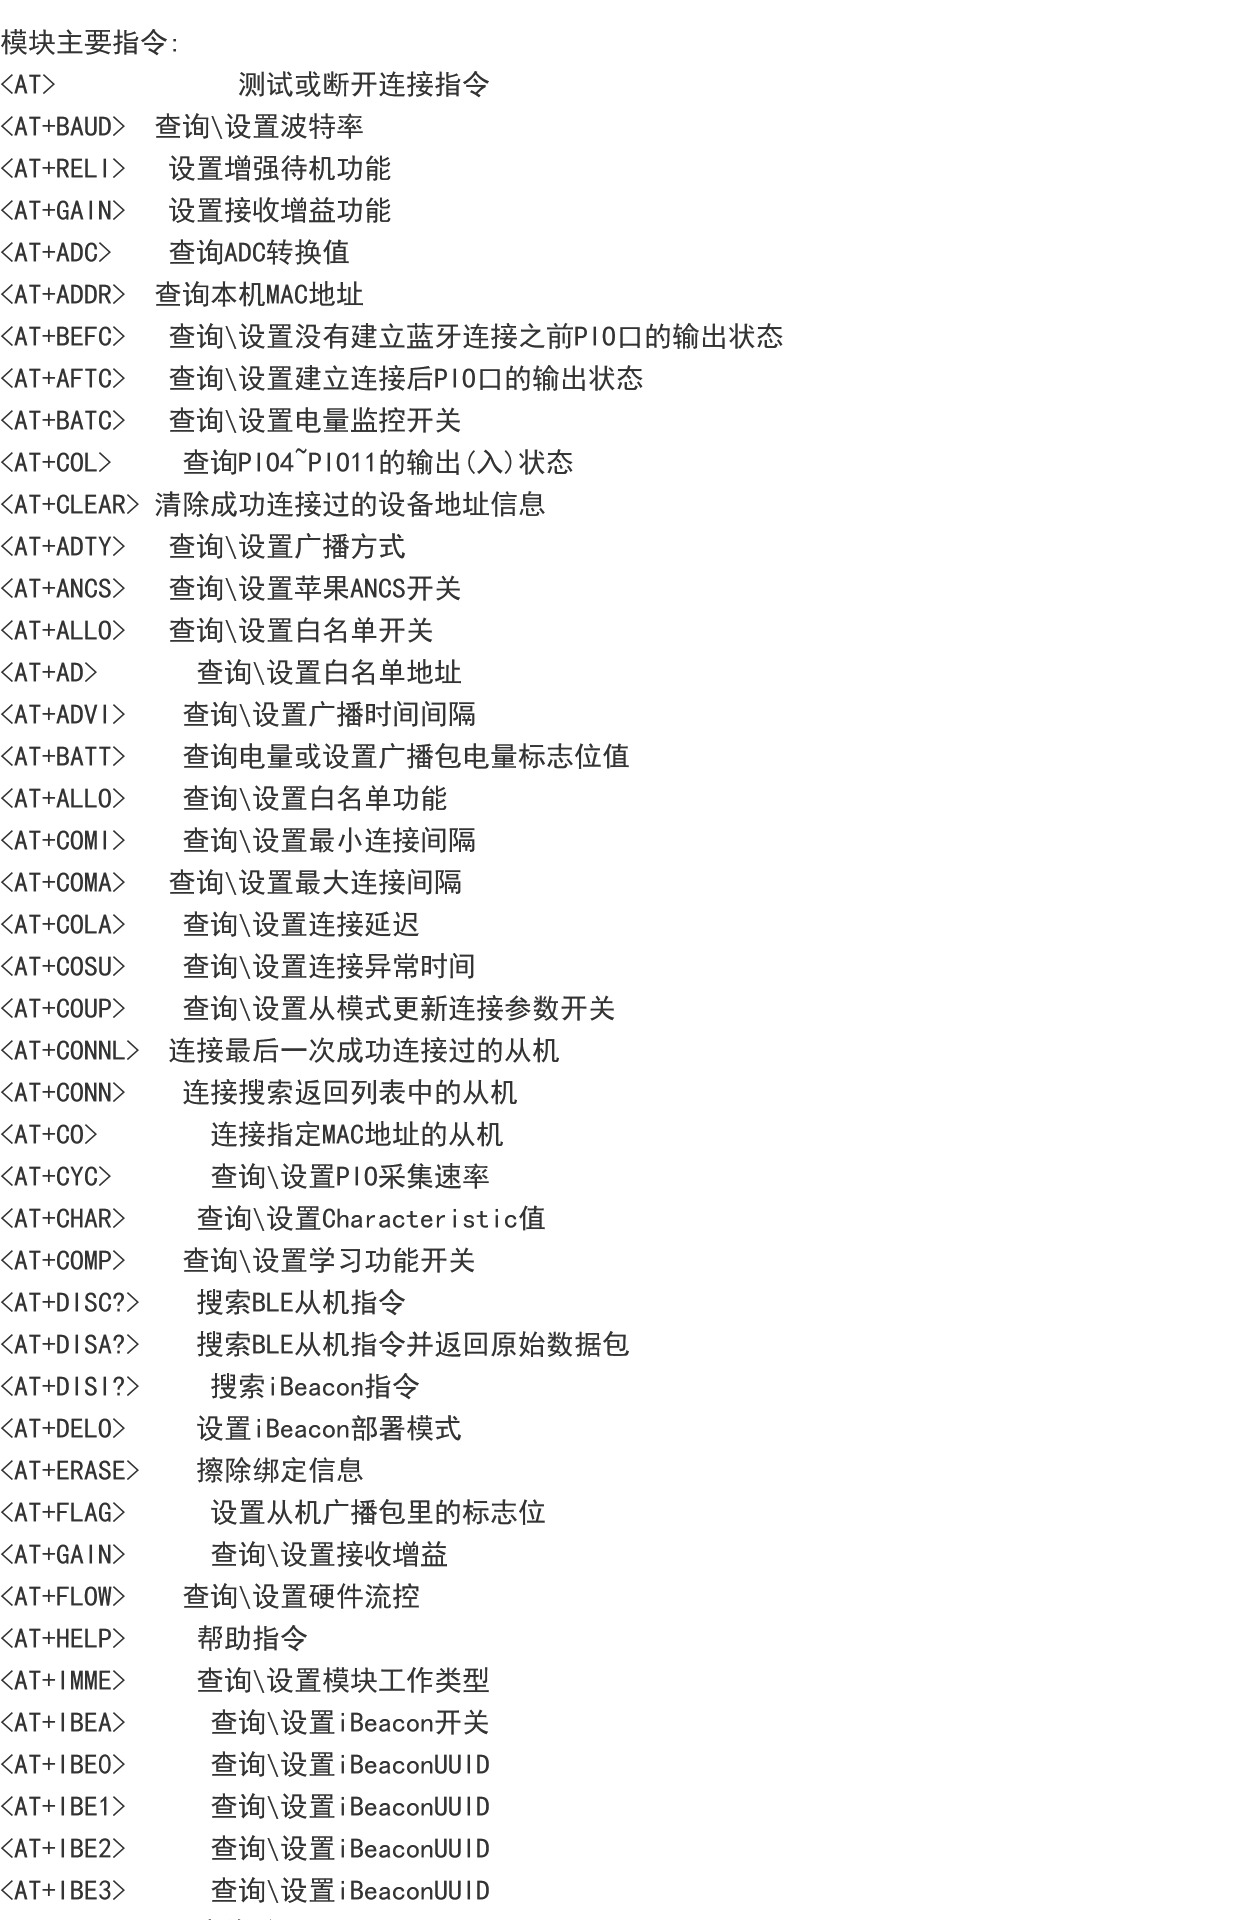 模块主要指令:
<AT> 测试或断开连接指令
<AT+BAUD> 查询\设置波特率
<AT+RELI> 设置增强待机功能
<AT+GAIN> 设置接收增益功能
<AT+ADC> 查询ADC转换值
<AT+ADDR> 查询本机MAC地址
<AT+BEFC> 查询\设置没有建立蓝牙连接之前PIO口的输出状态
<AT+AFTC> 查询\设置建立连接后PIO口的输出状态
<AT+BATC> 查询\设置电量监控开关
<AT+COL> 查询PIO4~PIO11的输出(入)状态
<AT+CLEAR> 清除成功连接过的设备地址信息
<AT+ADTY> 查询\设置广播方式
<AT+ANCS> 查询\设置苹果ANCS开关
<AT+ALLO> 查询\设置白名单开关
<AT+AD> 查询\设置白名单地址
<AT+ADVI> 查询\设置广播时间间隔
<AT+BATT> 查询电量或设置广播包电量标志位值
<AT+ALLO> 查询\设置白名单功能
<AT+COMI> 查询\设置最小连接间隔
<AT+COMA> 查询\设置最大连接间隔
<AT+COLA> 查询\设置连接延迟
<AT+COSU> 查询\设置连接异常时间
<AT+COUP> 查询\设置从模式更新连接参数开关
<AT+CONNL> 连接最后一次成功连接过的从机
<AT+CONN> 连接搜索返回列表中的从机
<AT+CO> 连接指定MAC地址的从机
<AT+CYC> 查询\设置PIO采集速率
<AT+CHAR> 查询\设置Characteristic值
<AT+COMP> 查询\设置学习功能开关
<AT+DISC?> 搜索BLE从机指令
<AT+DISA?> 搜索BLE从机指令并返回原始数据包
<AT+DISI?> 搜索iBeacon指令
<AT+DELO> 设置iBeacon部署模式
<AT+ERASE> 擦除绑定信息
<AT+FLAG> 设置从机广播包里的标志位
<AT+GAIN> 查询\设置接收增益
<AT+FLOW> 查询\设置硬件流控
<AT+HELP> 帮助指令
<AT+IMME> 查询\设置模块工作类型
<AT+IBEA> 查询\设置iBeacon开关
<AT+IBE0> 查询\设置iBeaconUUID
<AT+IBE1> 查询\设置iBeaconUUID
<AT+IBE2> 查询\设置iBeaconUUID
<AT+IBE3> 查询\设置iBeaconUUID